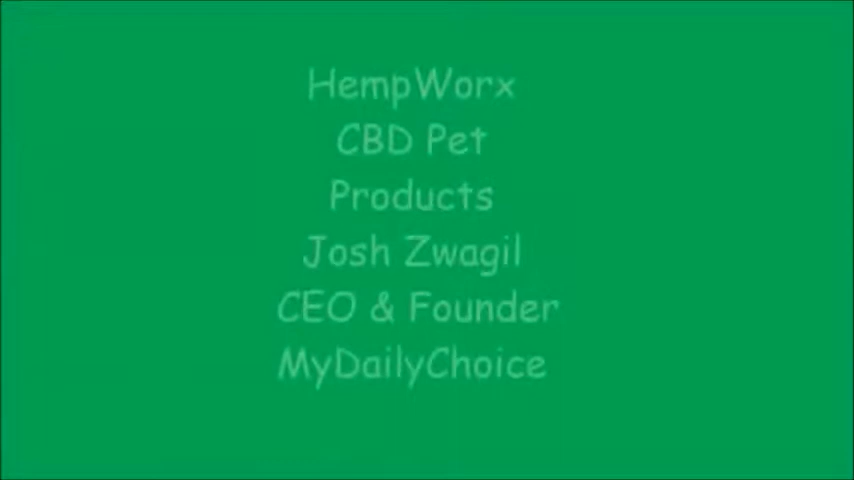 HempWorx
CBD Pet
Products
Josh Zwagil
CEO & Founder
MyDailyChoice